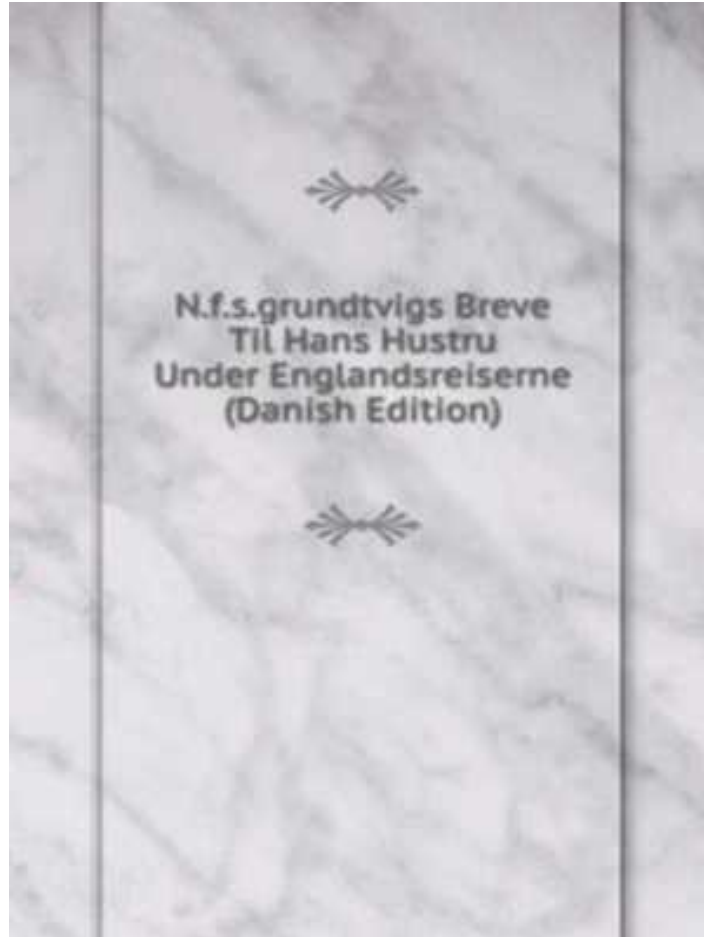 N.f.s.grundtvigs Breve
Til Hans Hustru
Under Englandsreiserne
(Danish Edition)